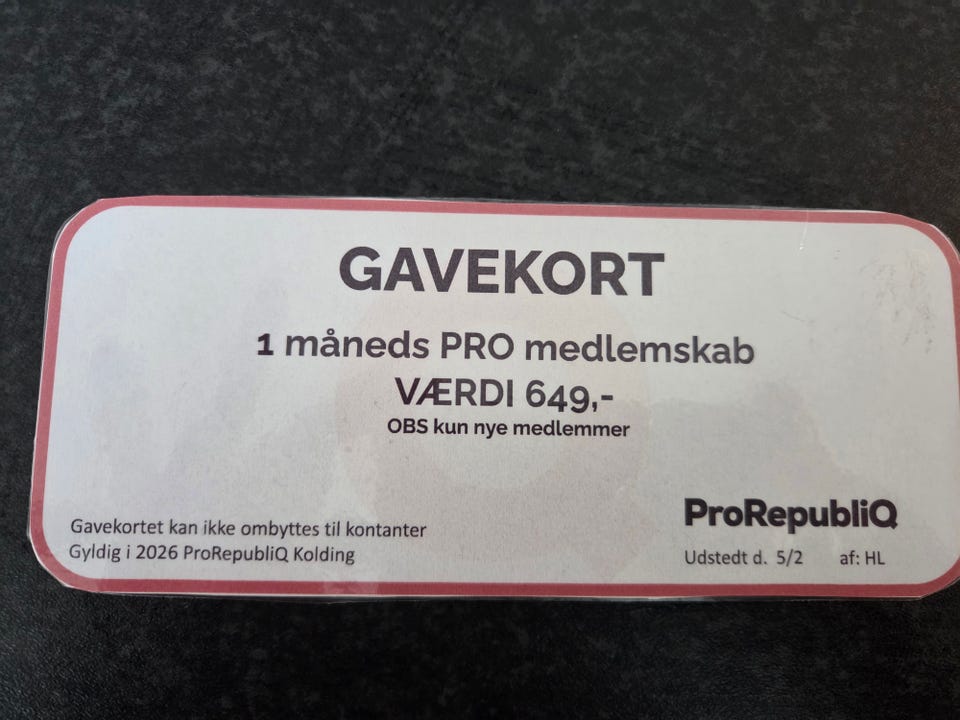 GAVEKORT
1 måneds PRO medlemskab
VÆRDI 649,-
OBS kun nye medlemmer
Gavekortet kan ikke ombyttes til kontanter
Gyldig i 2026 ProRepubliQ Kolding
ProRepubliQ
Udstedt d. 5/2 af: HL